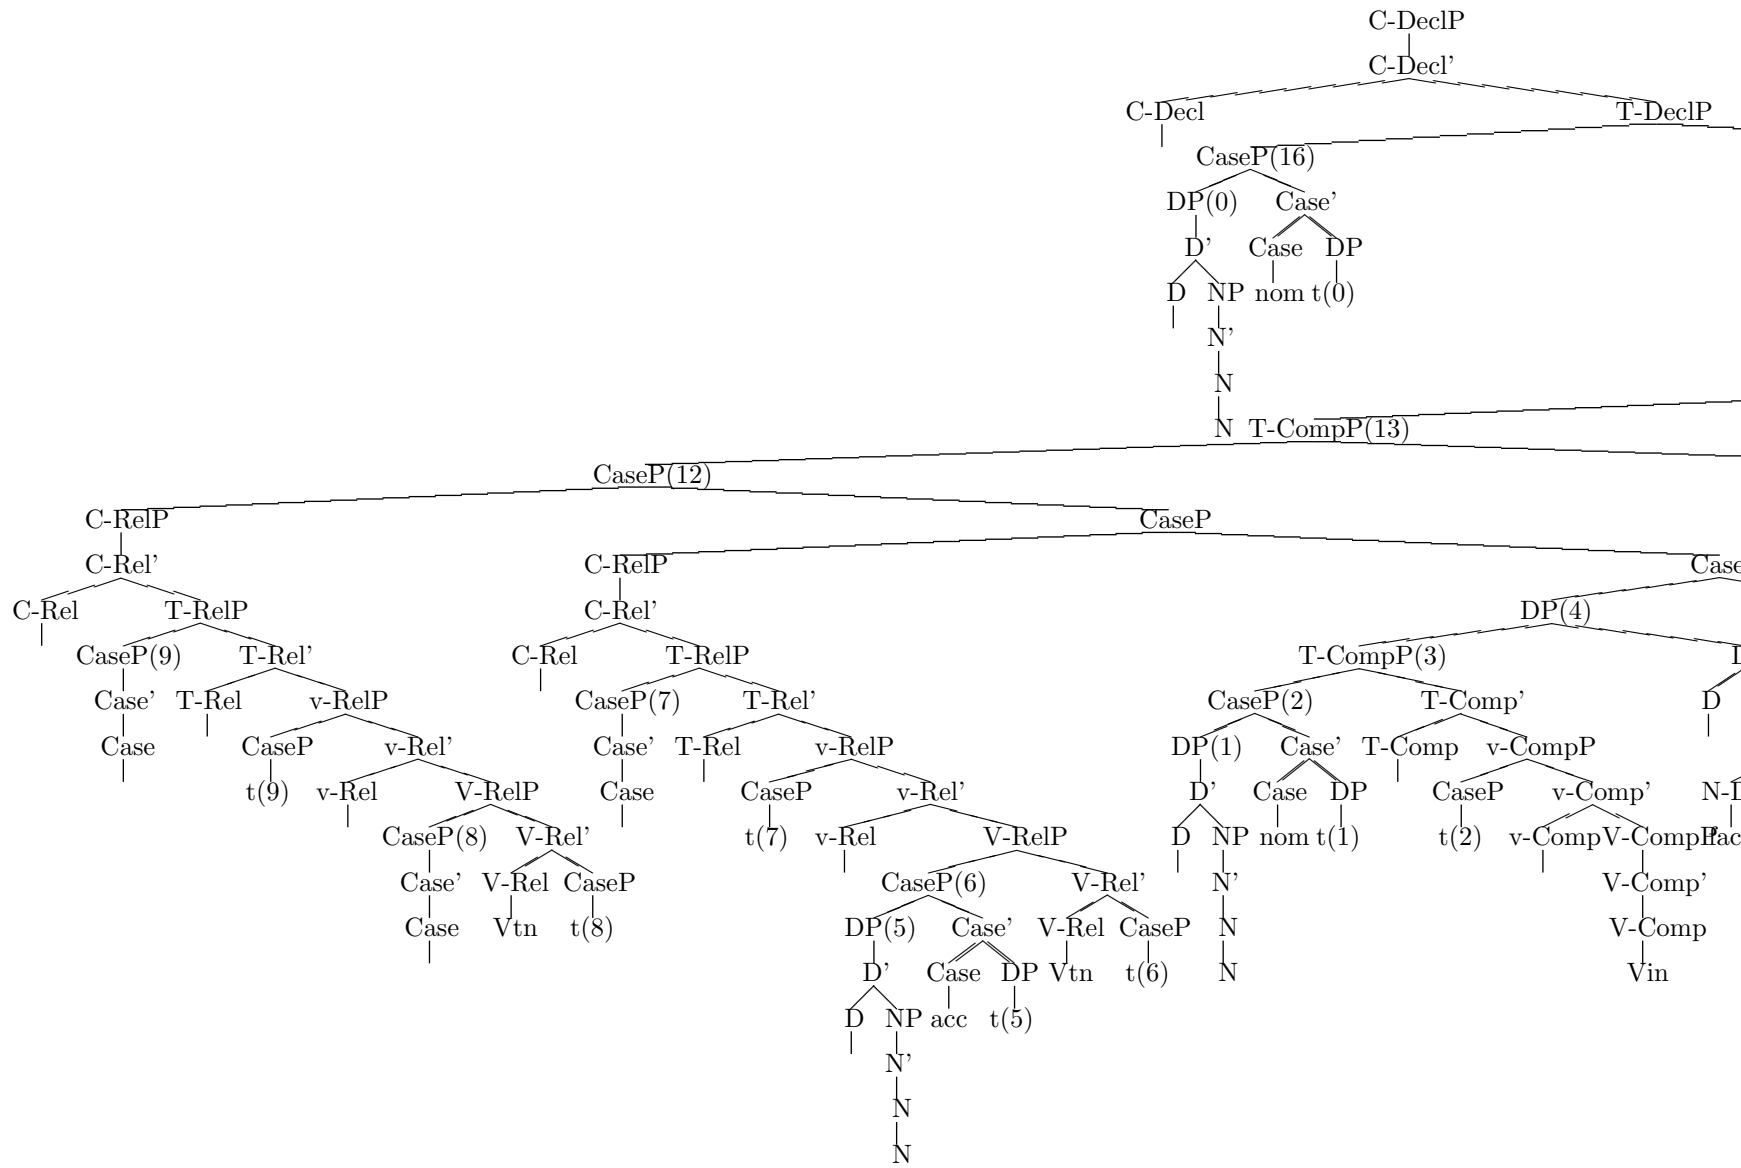 C-DeclP
C-Decl'
C-Decl T-DeclP
CaseP(16)
DP(0) Case'
D' Case DP
D NP nom t(0)
N'
N
N T-CompP(13)
CaseP(12)
C-RelP CaseP
C-Rel' C-RelP Case
C-Rel T-RelP C-Rel' DP(4)
CaseP(9) T-Rel' C-Rel T-RelP T-CompP(3)
Case' T-Rel v-RelP CaseP(7) T-Rel' CaseP(2) T-Comp' D
Case CaseP v-Rel' Case' T-Rel v-RelP DP(1) Case' T-Comp v-CompP
t(9) v-Rel V-RelP Case CaseP v-Rel' D' Case DP CaseP v-Comp' N-
CaseP(8) V-Rel' t(7) v-Rel V-RelP D NP nom t(1) t(2) v-Comp V-CompP
Case' V-Rel CaseP CaseP(6) V-Rel' N' V-Comp'
Case Vtn t(8) DP(5) Case' V-Rel CaseP N V-Comp
D' Case DP Vtn t(6) N Vin
D NP acc t(5)
N'
N
N